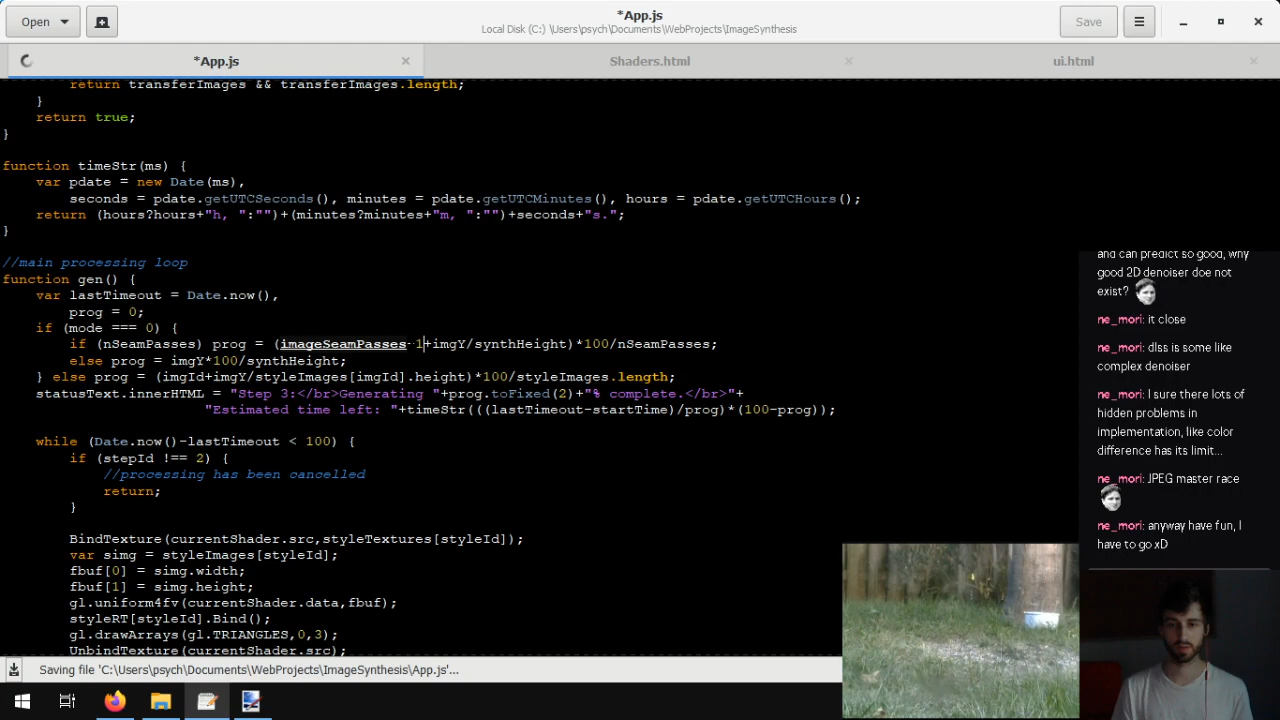 Open
*App.js
Local Disk (C:) \Users\psych\Documents\WebProjects\ImageSynthesis
Save
*App.js
Shaders.html
ui.html
return transferImages && transferImages.length;
}
return true;
}
function timeStr(ms) {
var pdate = new Date(ms),
seconds = pdate.getUTCSeconds(), minutes = pdate.getUTCMinutes(), hours = pdate.getUTCHours();
return (hours?hours+"h, ":"")+(minutes?minutes+"m, ":"")+seconds+"s.";
}
//main processing loop
function gen() {
var lastTimeout = Date.now(),
prog = 0;
if (mode === 0) {
if (nSeamPasses) prog = (imageSeamPasses-1+imgY/synthHeight)*100/nSeamPasses;
else prog = imgY*100/synthHeight;
} else prog = (imgId+imgY/styleImages[imgId].height)*100/styleImages.length;
statusText.innerHTML = "Step 3:</br>Generating "+prog.toFixed(2)+"% complete.</br>"+
"Estimated time left: "+timeStr(((lastTimeout-startTime)/prog)*(100-prog));
while (Date.now()-lastTimeout < 100) {
if (stepId !== 2) {
//processing has been cancelled
return;
}
BindTexture(currentShader.src,styleTextures[styleId]);
var simg = styleImages[styleId];
fbuf[0] = simg.width;
fbuf[1] = simg.height;
gl.uniform4fv(currentShader.data,fbuf);
styleRT[styleId].Bind();
gl.drawArrays(gl.TRIANGLES,0,3);
UnbindTexture(currentShader.src);
Saving file 'C:\Users\psych\Documents\WebProjects\ImageSynthesis\App.js'...
and can predict so good, why
good 2D denoiser doe not
exist?
ne_mori: it close
ne_mori: dlss is some like
complex denoiser
ne_mori: I sure there lots of
hidden problems in
implementation, like color
difference has its limit...
ne_mori: JPEG master race
ne_mori: anyway have fun, I
have to go xD